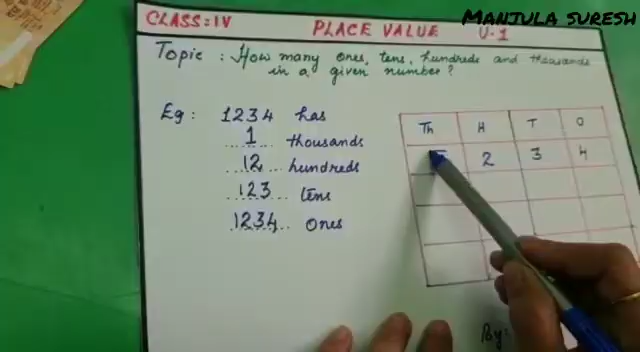 MANJULA SURESH
CLASS: IV PLACE VALUE U.1
Topic : How many ones, tens, hundreds and thousands
in a given number?
Eg: 1234 has
1 thousands
12 hundreds
123 tens
1234 ones
Th H T O
2 3 4
By: